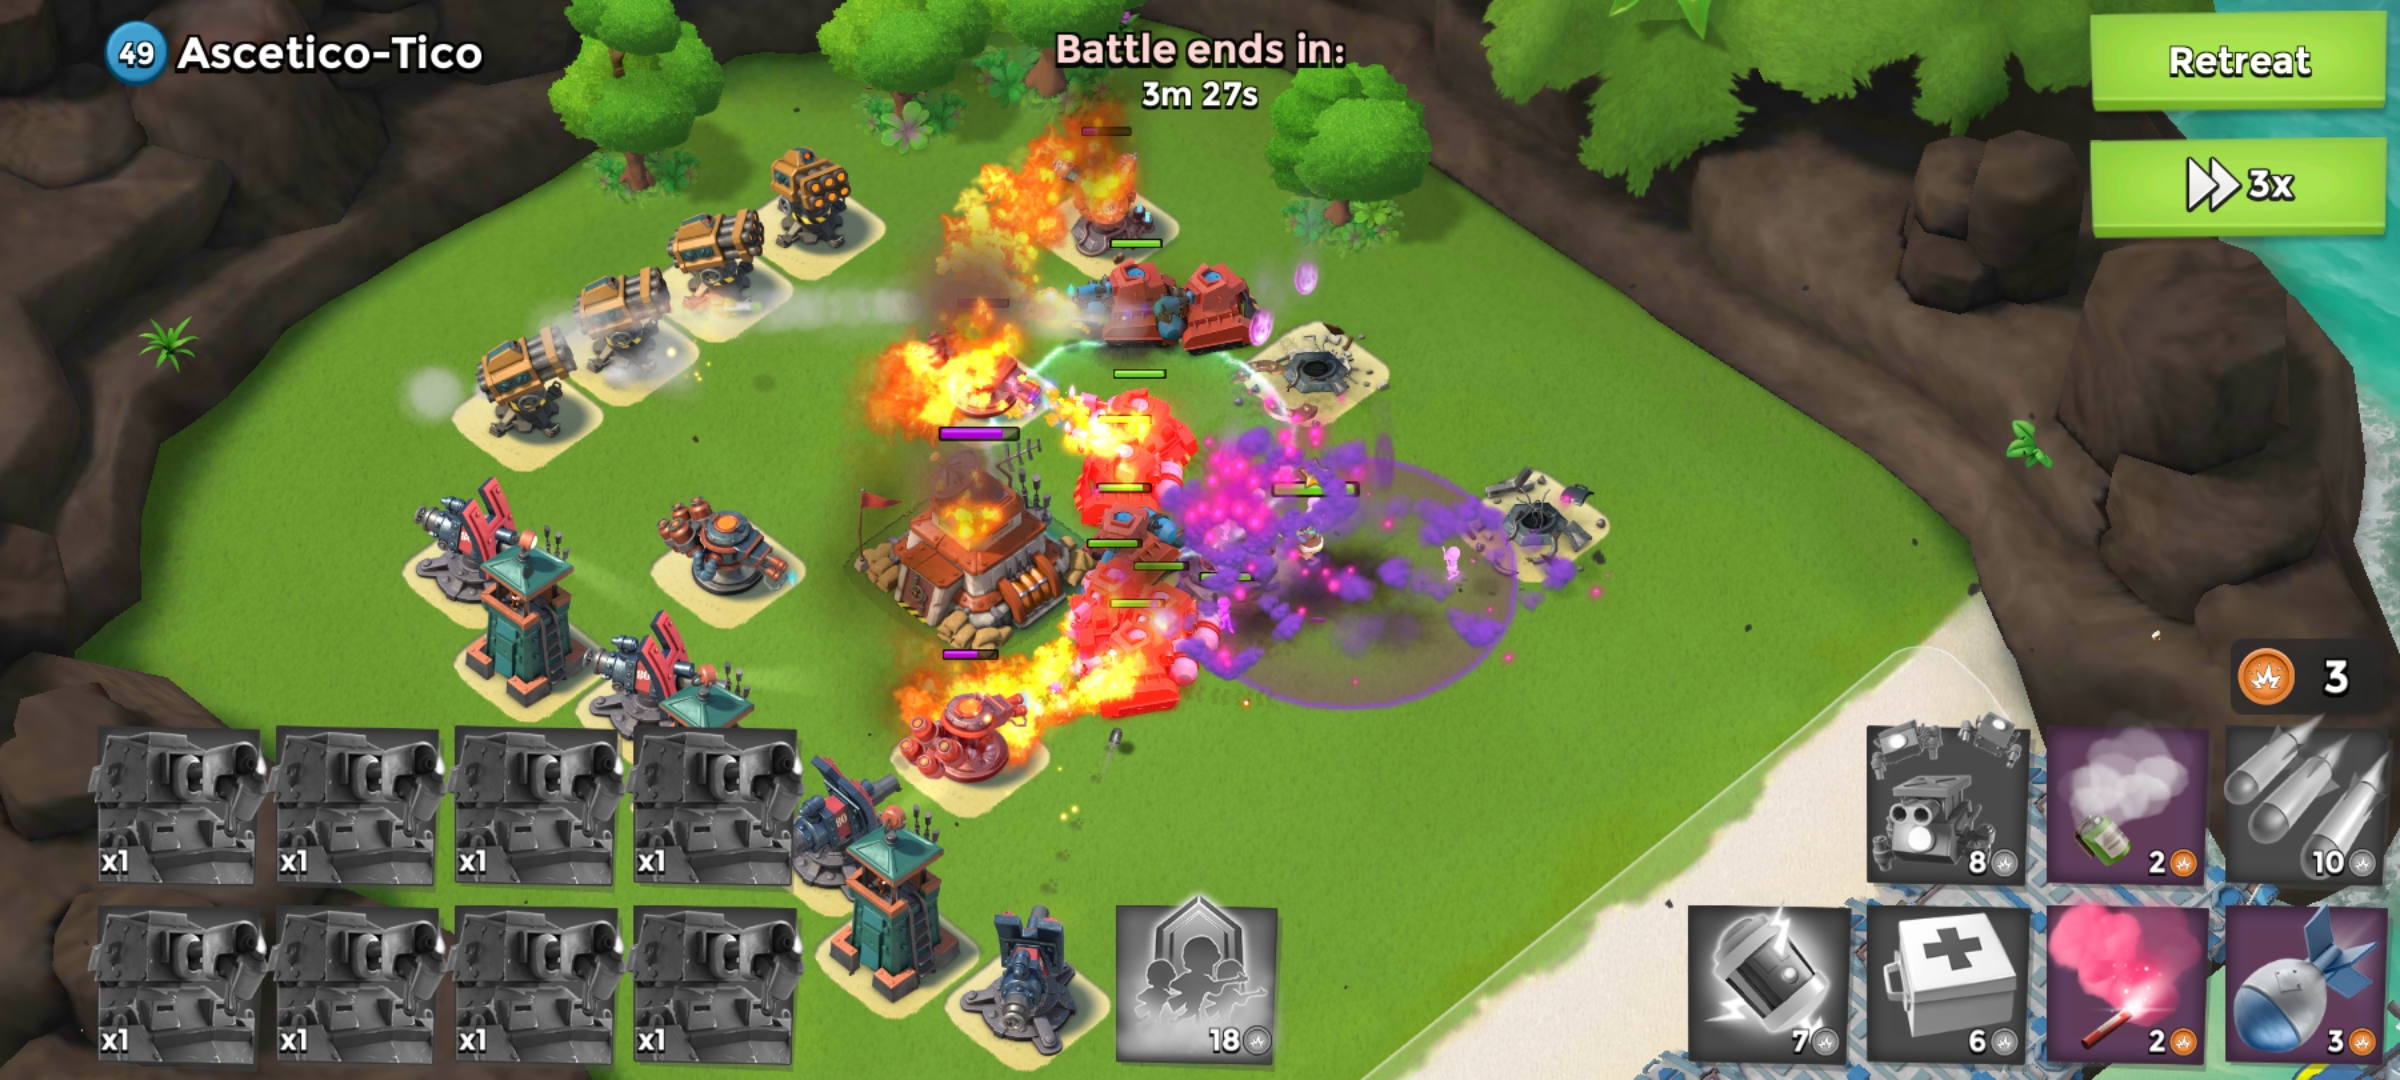 49 Ascetico-Tico
Battle ends in:
3m 27s
Retreat
3x
3
8
2
10
x1
x1
x1
x1
x1
x1
x1
x1
18
7
6
2
3